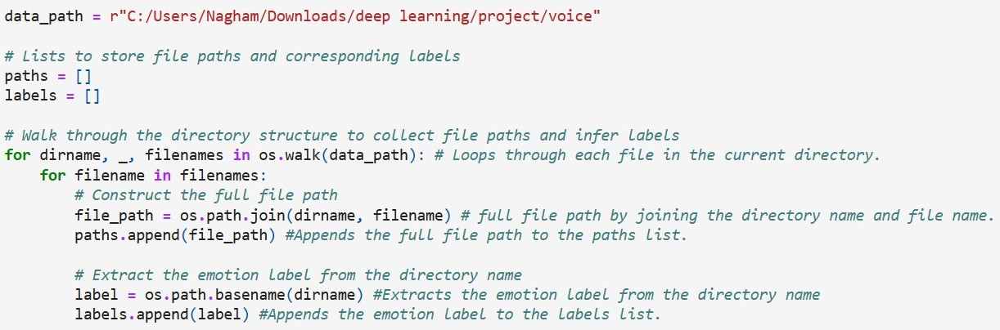 data_path = r"C:/Users/Nagham/Downloads/deep learning/project/voice"
# Lists to store file paths and corresponding labels
paths = []
labels = []
# Walk through the directory structure to collect file paths and infer labels
for dirname, _, filenames in os.walk(data_path): # Loops through each file in the current directory.
    for filename in filenames:
        # Construct the full file path
        file_path = os.path.join(dirname, filename) # full file path by joining the directory name and file name.
        paths.append(file_path) #Appends the full file path to the paths list.
        # Extract the emotion label from the directory name
        label = os.path.basename(dirname) #Extracts the emotion label from the directory name
        labels.append(label) #Appends the emotion label to the labels list.